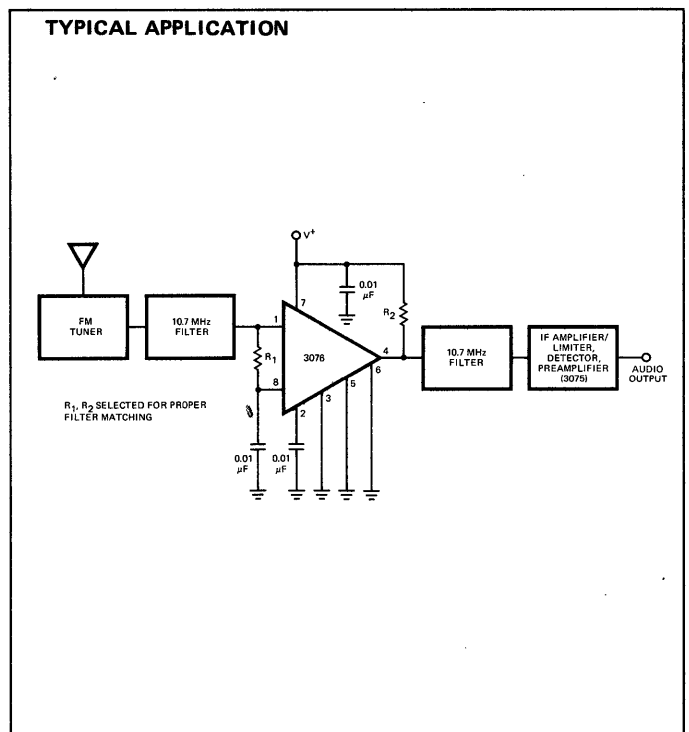 TYPICAL APPLICATION
V+
0.01
µF
7
R2
FM
TUNER
10.7 MHz
FILTER
1
R1
8
3076
4
6
5
3
2
10.7 MHz
FILTER
IF AMPLIFIER/
LIMITER,
DETECTOR,
PREAMPLIFIER
(3075)
AUDIO
OUTPUT
R1, R2 SELECTED FOR PROPER
FILTER MATCHING
0.01
µF
0.01
µF